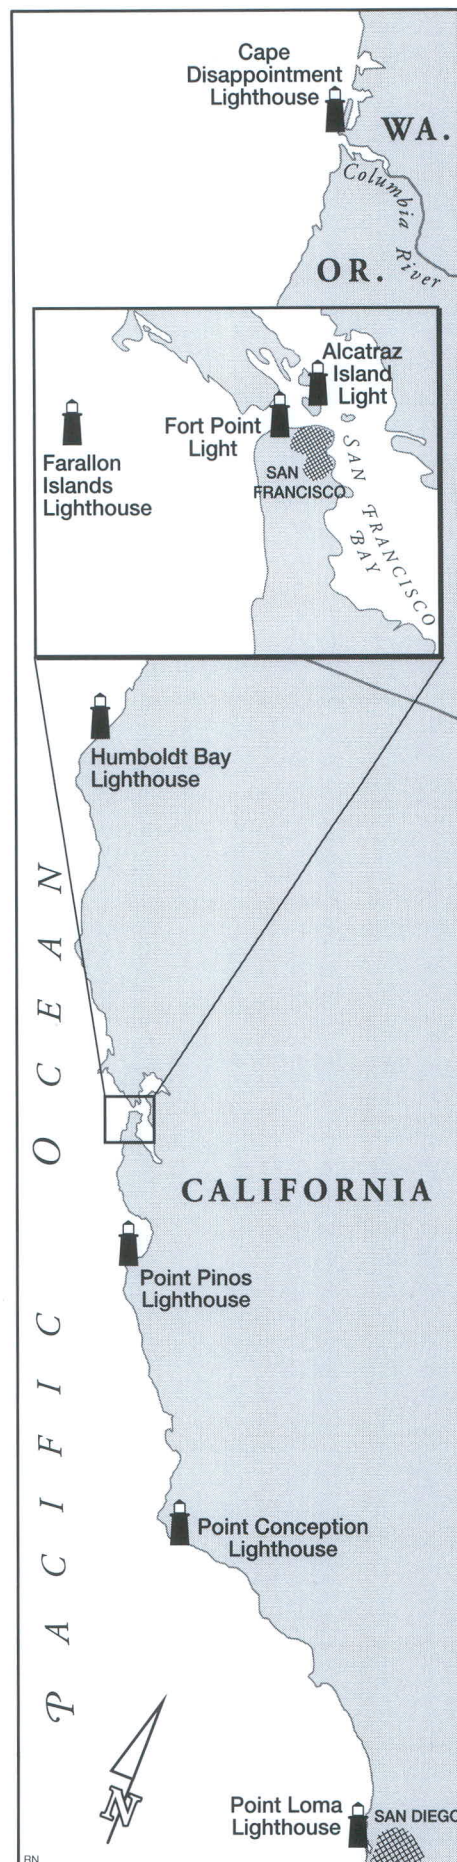 Cape
Disappointment
Lighthouse
WA.
Columbia River
OR.
Alcatraz
Island
Light
Fort Point
Light
Farallon
Islands
Lighthouse
SAN
FRANCISCO
SAN FRANCISCO
BAY
Humboldt Bay
Lighthouse
PACIFIC OCEAN
CALIFORNIA
Point Pinos
Lighthouse
Point Conception
Lighthouse
N
Point Loma
Lighthouse
SAN DIEGO
RN